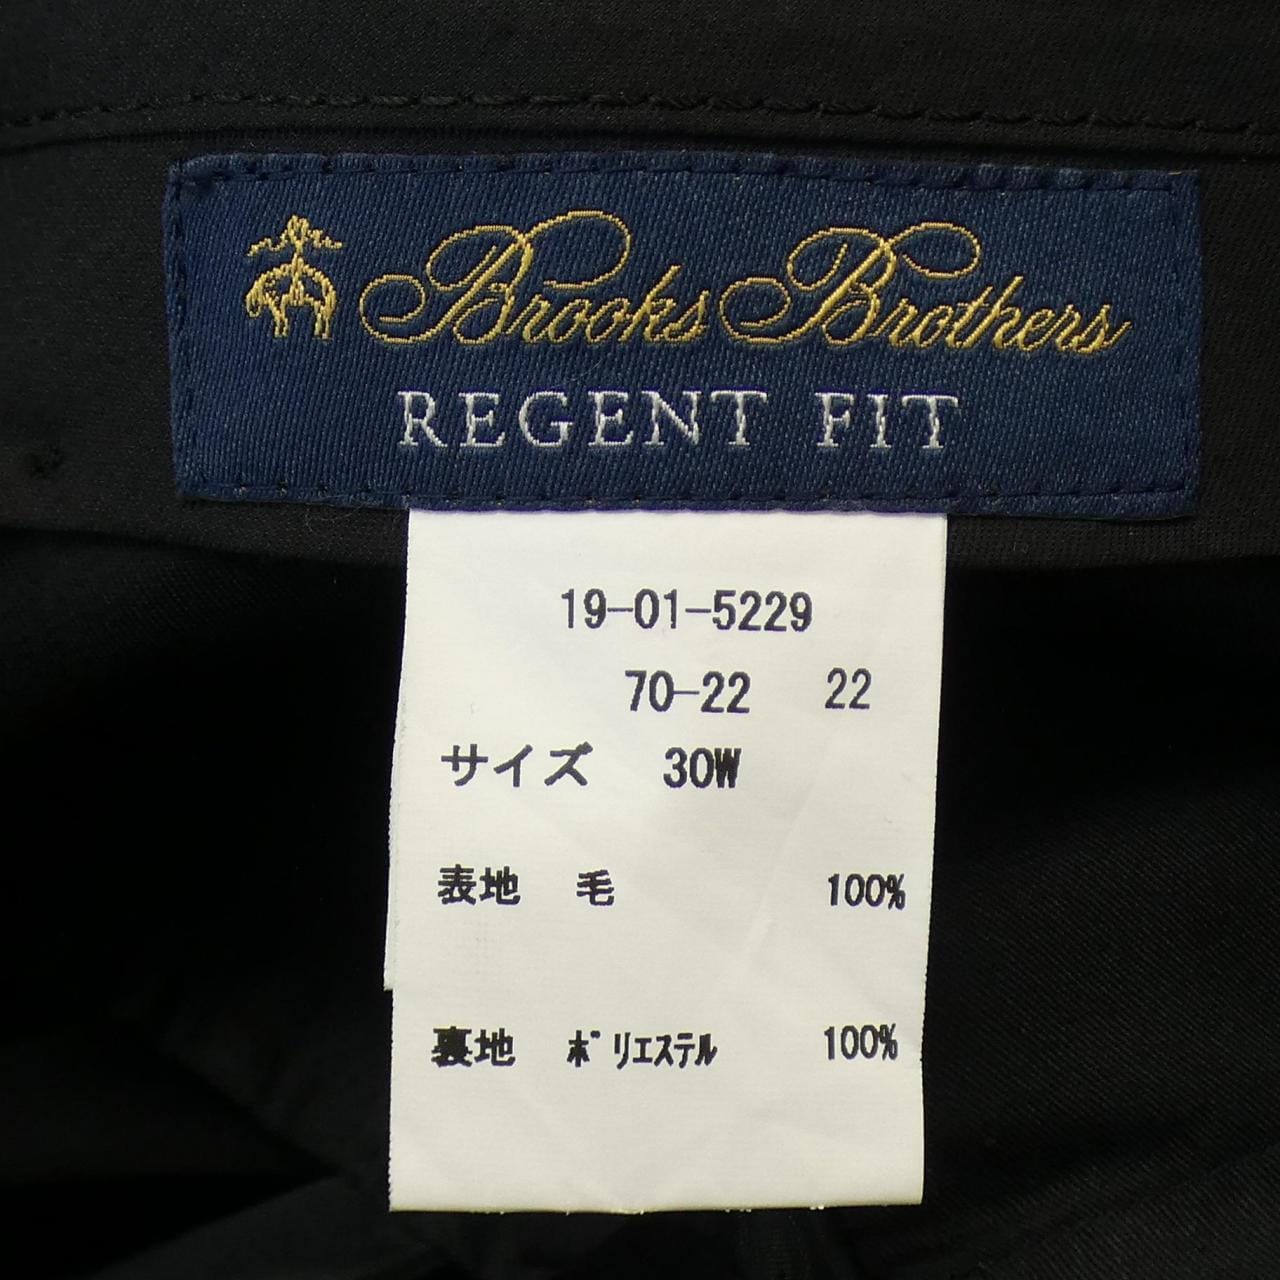 Brooks Brothers
REGENT FIT
19-01-5229
70-22 22
サイズ 30W
表地 毛 100%
裏地 ﾎﾟﾘｴｽﾃﾙ 100%